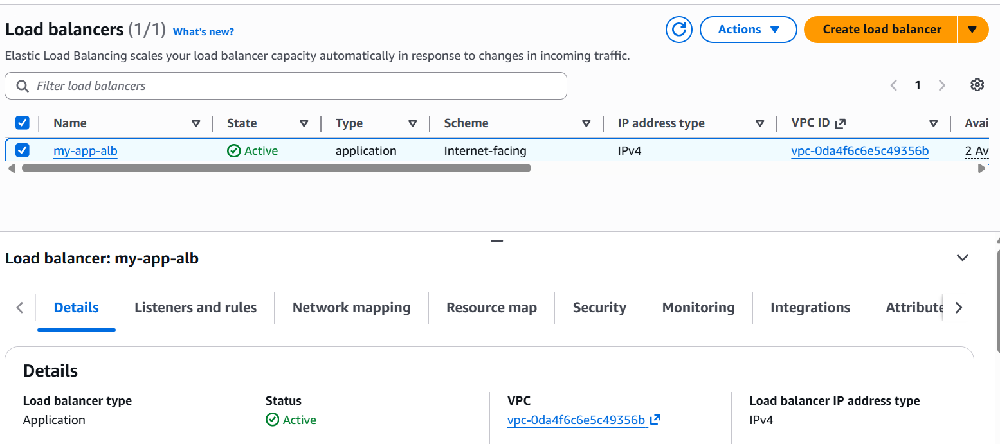 Load balancers (1/1) What's new?
Actions
Create load balancer
Elastic Load Balancing scales your load balancer capacity automatically in response to changes in incoming traffic.
Filter load balancers
1
Name State Type Scheme IP address type VPC ID Avai
my-app-alb Active application Internet-facing IPv4 vpc-0da4f6c6e5c49356b 2 Av
Load balancer: my-app-alb
Details Listeners and rules Network mapping Resource map Security Monitoring Integrations Attribute
Details
Load balancer type Status VPC Load balancer IP address type
Application Active vpc-0da4f6c6e5c49356b IPv4